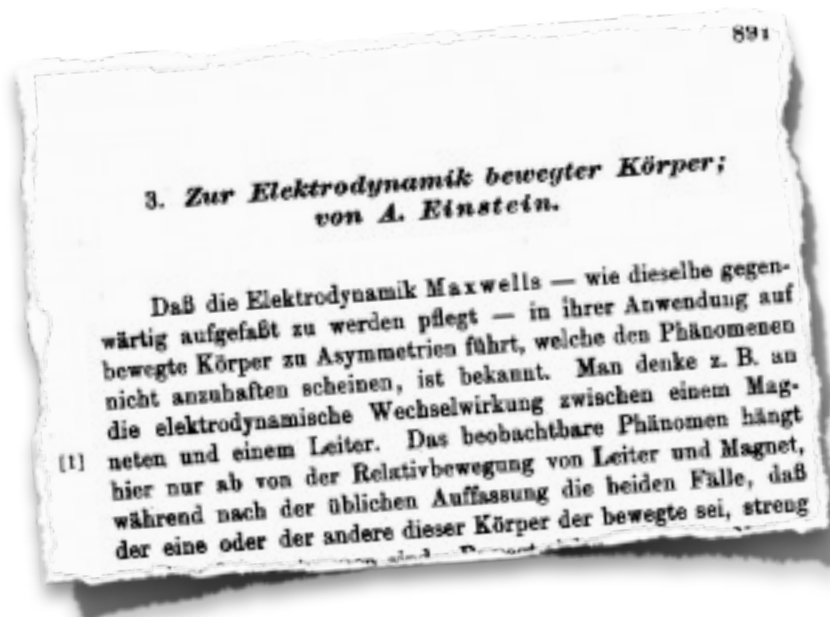 891
3. Zur Elektrodynamik bewegter Körper;
von A. Einstein.
Daß die Elektrodynamik Maxwells — wie dieselbe gegen-
wärtig aufgefaßt zu werden pflegt — in ihrer Anwendung auf
bewegte Körper zu Asymmetrien führt, welche den Phänomenen
nicht anzuhaften scheinen, ist bekannt. Man denke z. B. an
die elektrodynamische Wechselwirkung zwischen einem Mag-
[1] neten und einem Leiter. Das beobachtbare Phänomen hängt
hier nur ab von der Relativbewegung von Leiter und Magnet,
während nach der üblichen Auffassung die beiden Fälle, daß
der eine oder der andere dieser Körper der bewegte sei, streng